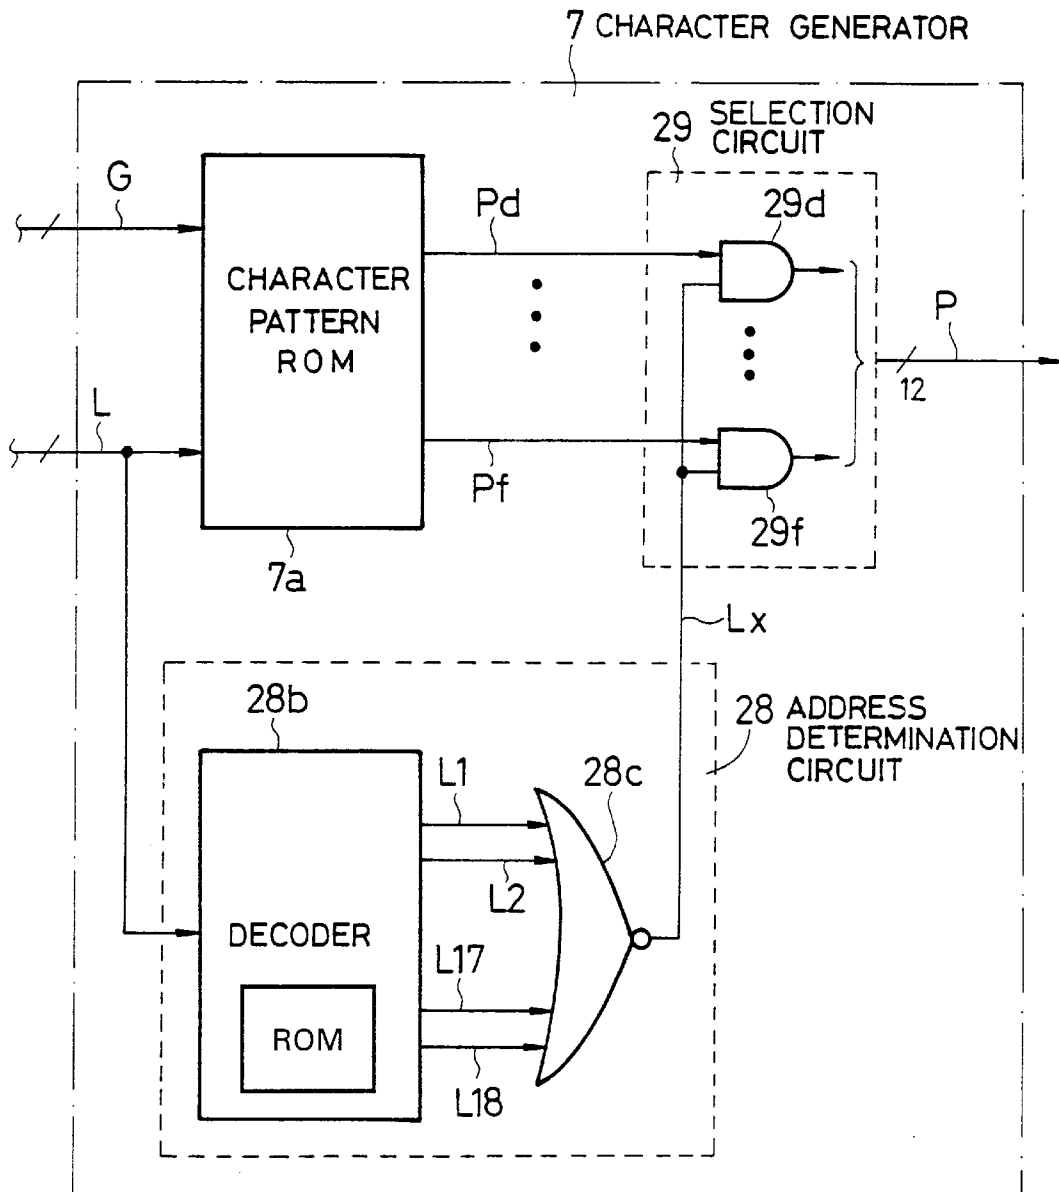 7 CHARACTER GENERATOR
29 SELECTION
CIRCUIT
G
Pd
29d
CHARACTER
PATTERN
ROM
P
12
L
Pf
29f
7a
Lx
28b
28 ADDRESS
DETERMINATION
CIRCUIT
L1
28c
L2
DECODER
L17
ROM
L18